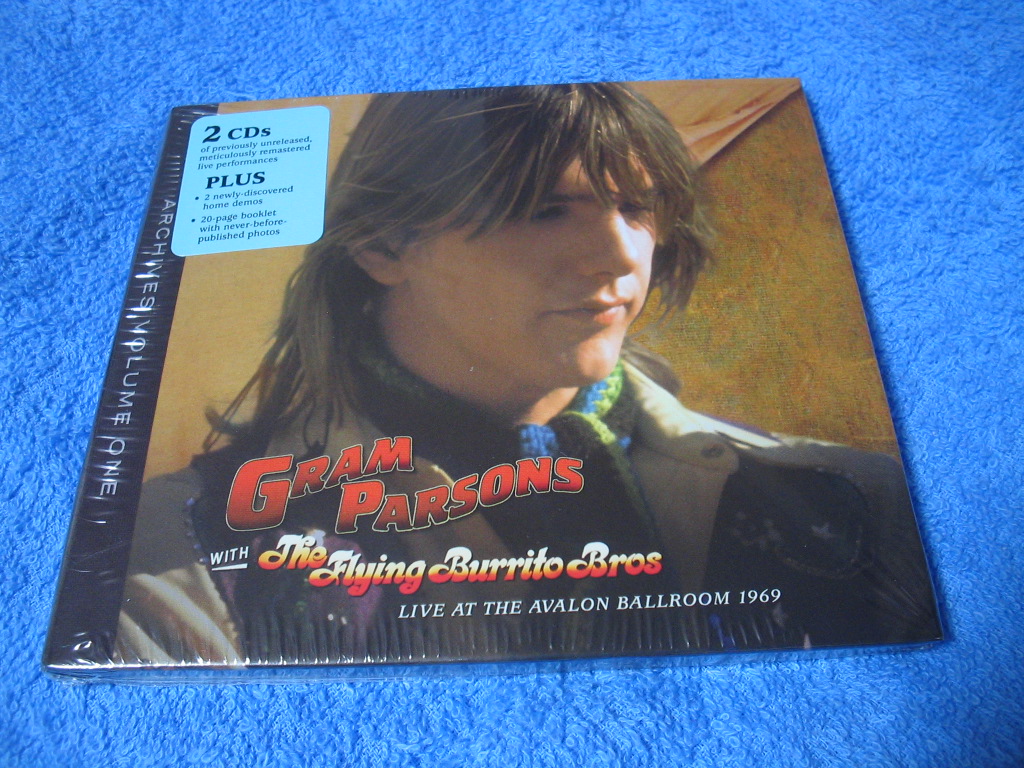 2 CDs
of previously unreleased,
meticulously remastered
live performances
PLUS
• 2 newly-discovered
home demos
• 20-page booklet
with never-before-
published photos
ARCHIVES VOLUME ONE
GRAM
PARSONS
WITH The Flying Burrito Bros
LIVE AT THE AVALON BALLROOM 1969